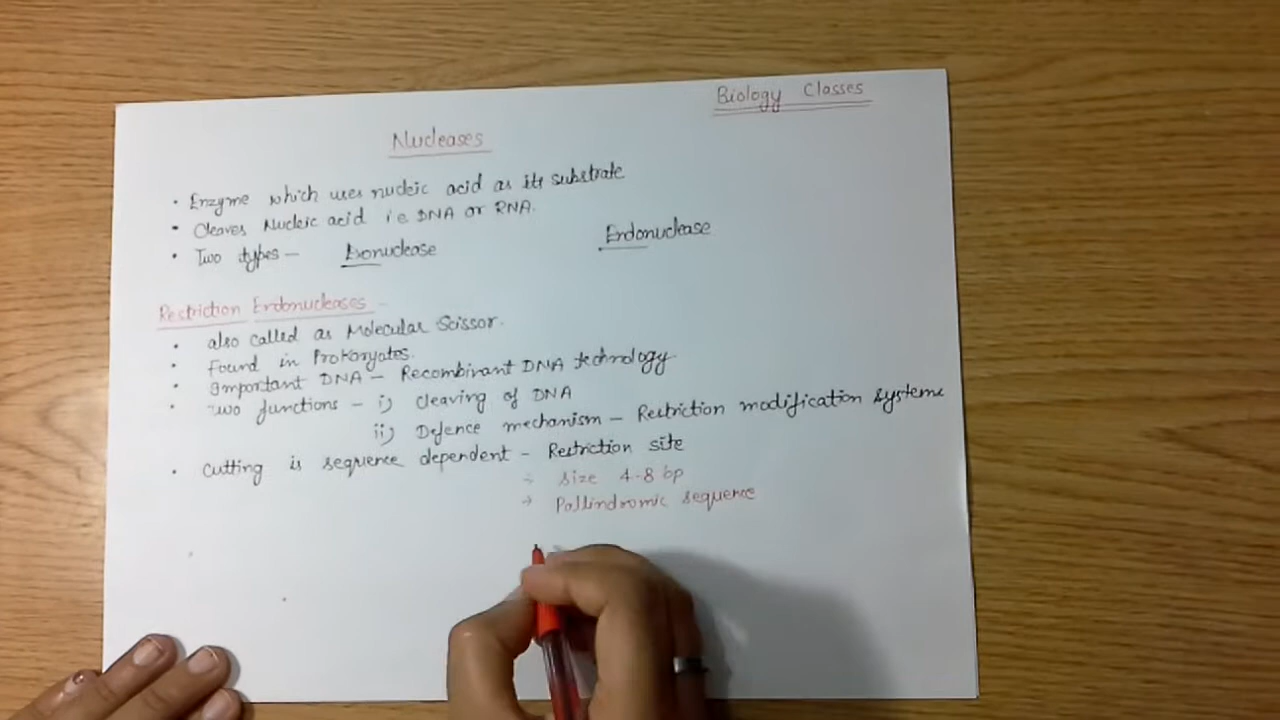 Biology Classes
Nucleases
• Enzyme which uses nucleic acid as its substrate
• Cleaves Nucleic acid i.e DNA or RNA.
• Two types – Exonuclease Endonuclease
Restriction Endonucleases –
• also called as Molecular Scissor.
• Found in Prokaryotes.
• Important DNA – Recombinant DNA technology
• Two functions – i) cleaving of DNA
ii) Defence mechanism – Restriction modification systeme
• Cutting is sequence dependent – Restriction site
→ size 4-8 bp
→ Pallindromic sequence